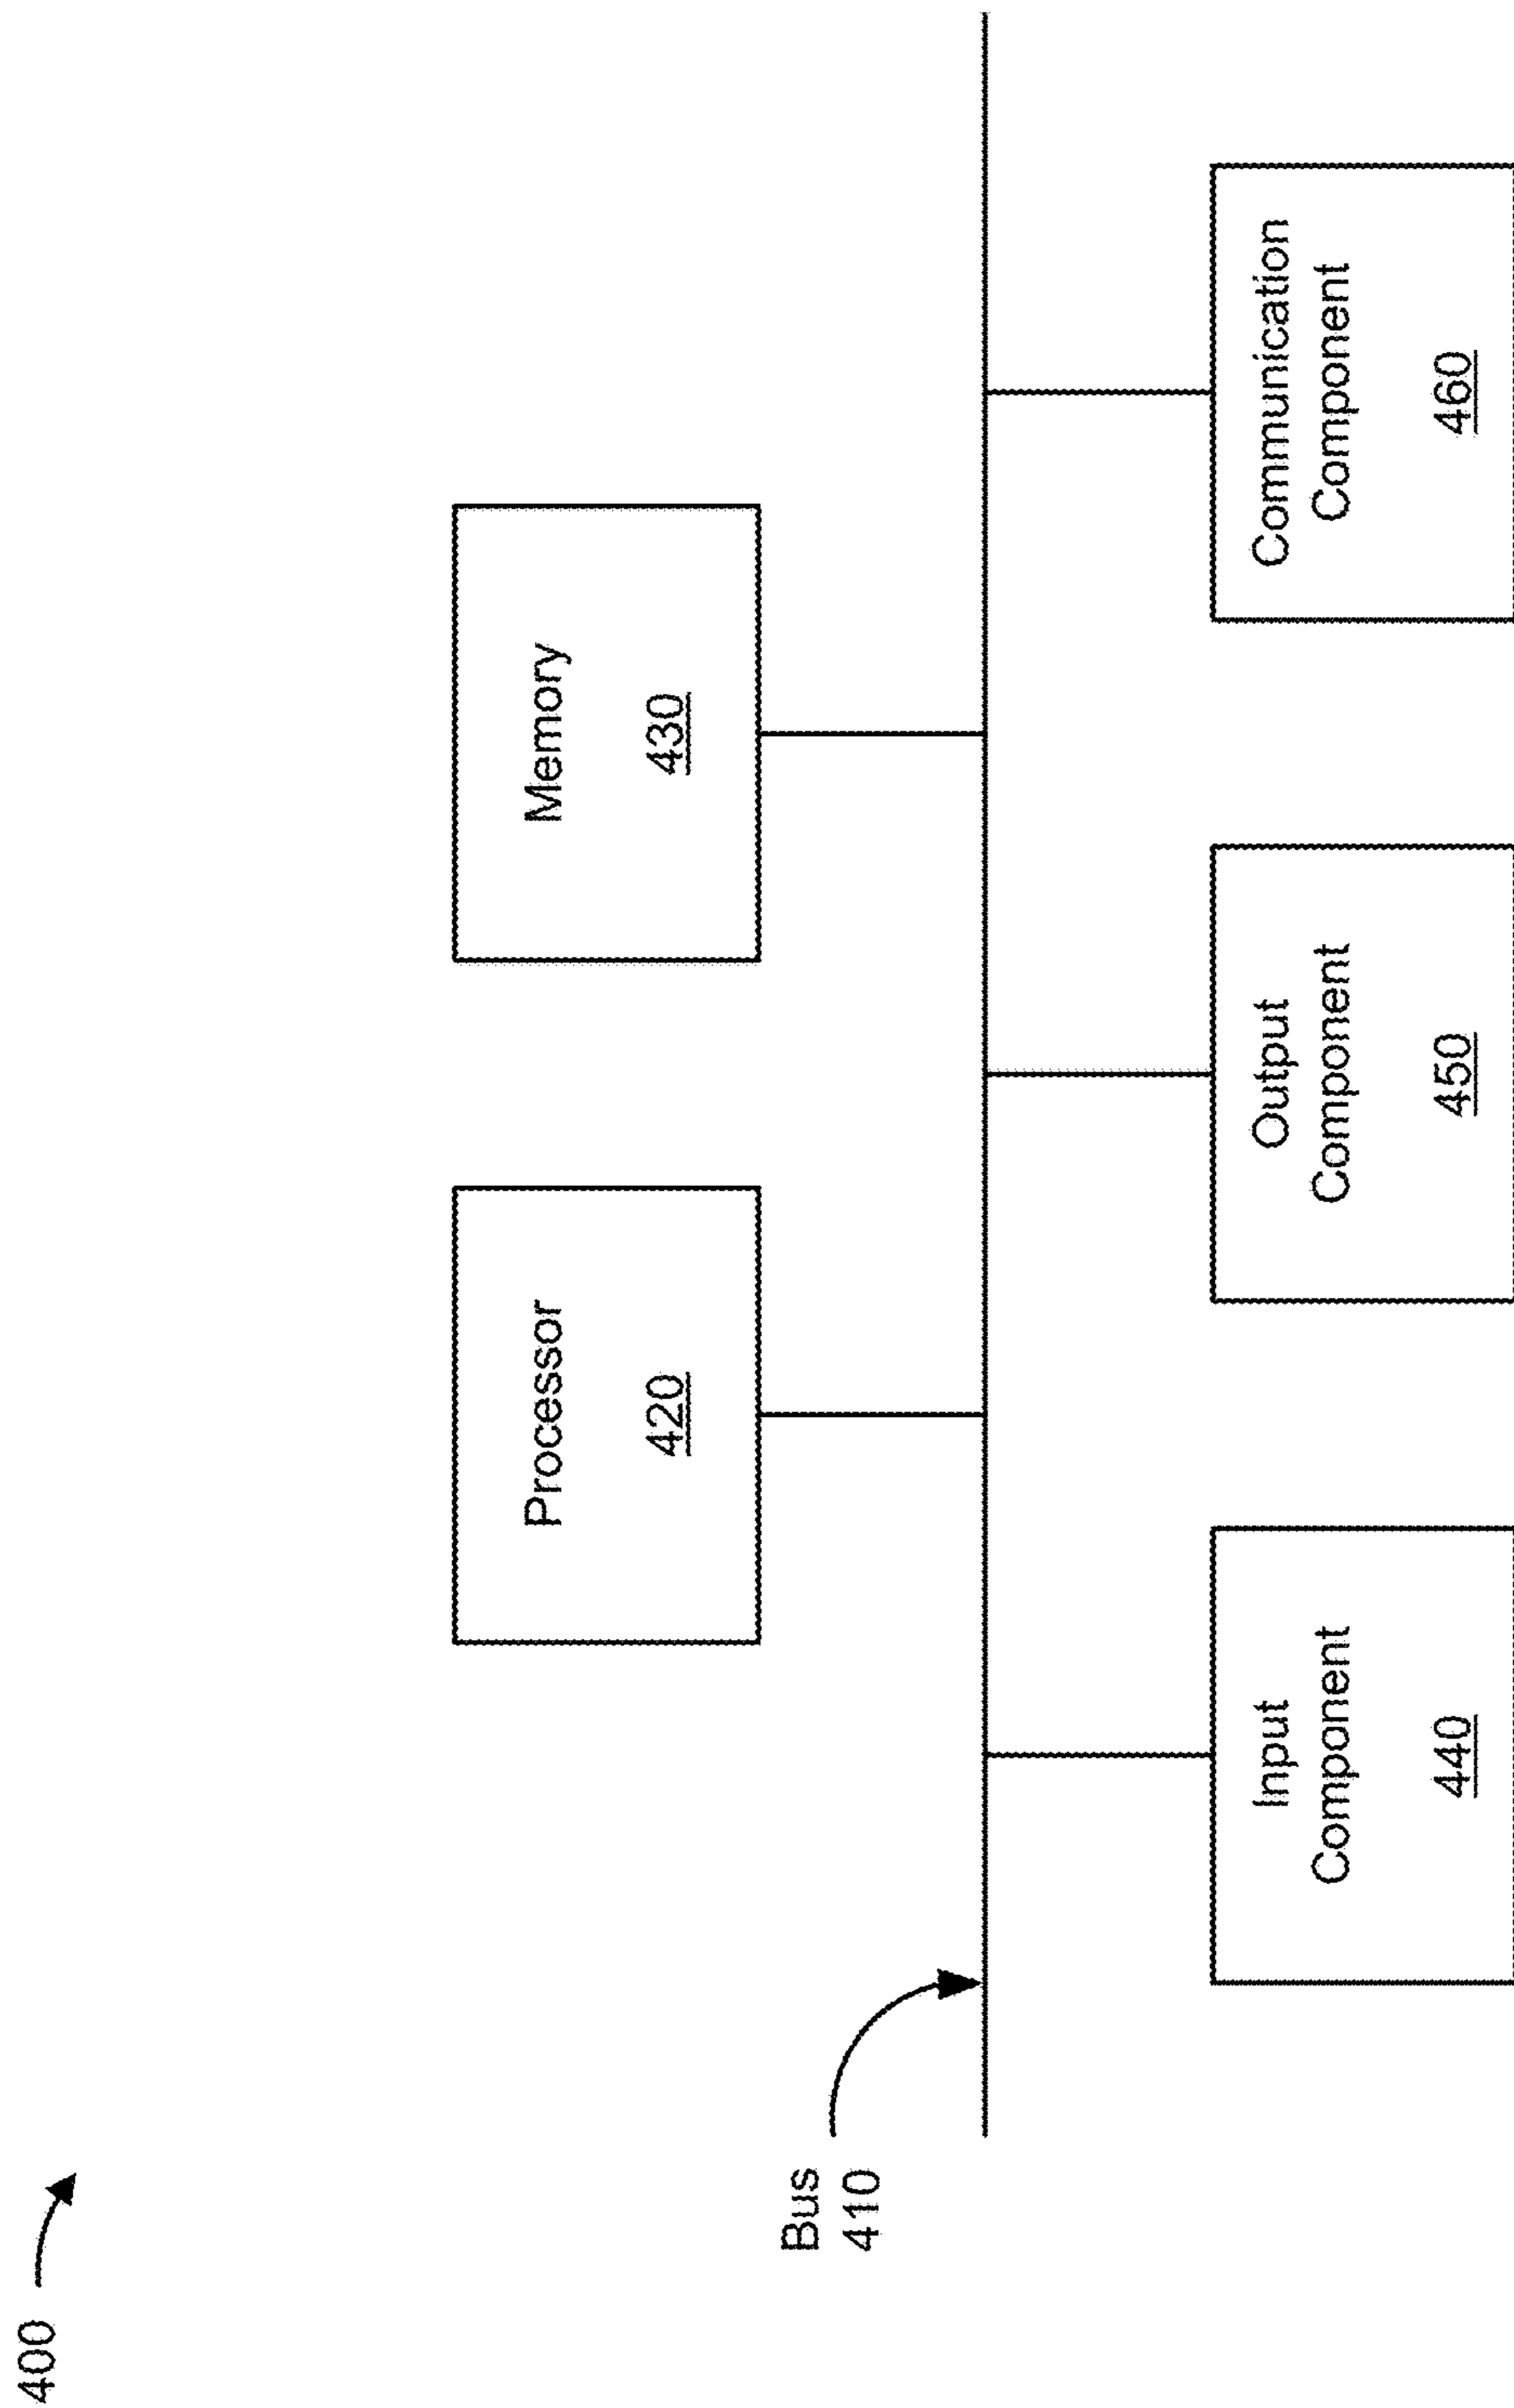 400
Processor
420
Memory
430
Bus
410
Input
Component
440
Output
Component
450
Communication
Component
460